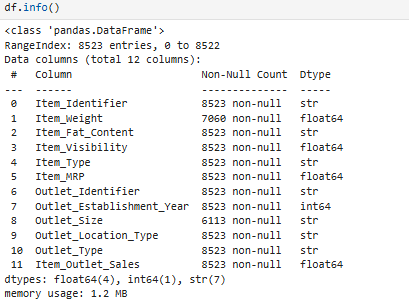 df.info()
<class 'pandas.DataFrame'>
RangeIndex: 8523 entries, 0 to 8522
Data columns (total 12 columns):
 #   Column                     Non-Null Count  Dtype
---  ------                     --------------  -----
 0   Item_Identifier            8523 non-null   str
 1   Item_Weight                7060 non-null   float64
 2   Item_Fat_Content           8523 non-null   str
 3   Item_Visibility            8523 non-null   float64
 4   Item_Type                  8523 non-null   str
 5   Item_MRP                   8523 non-null   float64
 6   Outlet_Identifier          8523 non-null   str
 7   Outlet_Establishment_Year  8523 non-null   int64
 8   Outlet_Size                6113 non-null   str
 9   Outlet_Location_Type       8523 non-null   str
 10  Outlet_Type                8523 non-null   str
 11  Item_Outlet_Sales          8523 non-null   float64
dtypes: float64(4), int64(1), str(7)
memory usage: 1.2 MB